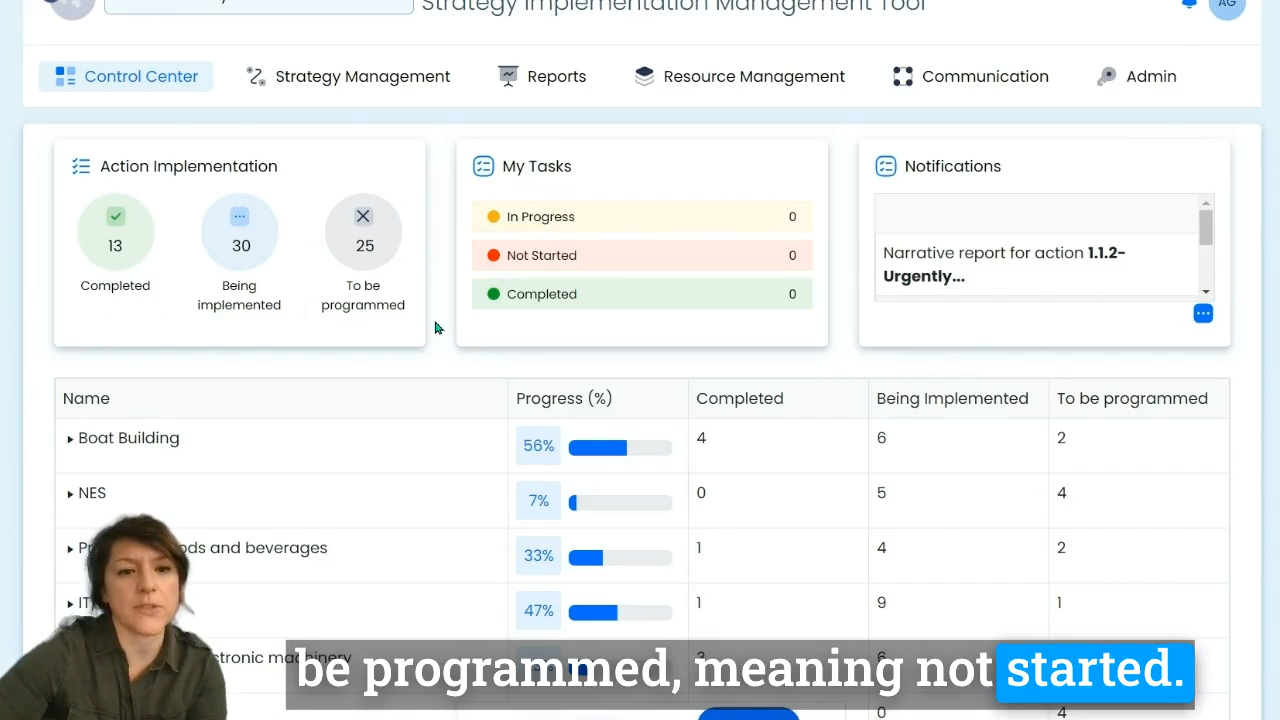 Strategy Implementation Management Tool
AG
Control Center
Strategy Management
Reports
Resource Management
Communication
Admin
Action Implementation
13
30
25
Completed
Being
implemented
To be
programmed
My Tasks
In Progress 0
Not Started 0
Completed 0
Notifications
Narrative report for action 1.1.2-
Urgently...
Name Progress (%) Completed Being Implemented To be programmed
Boat Building 56% 4 6 2
NES 7% 0 5 4
ods and beverages 33% 1 4 2
IT 47% 1 9 1
ctronic machinery
0 4
be programmed, meaning not started.